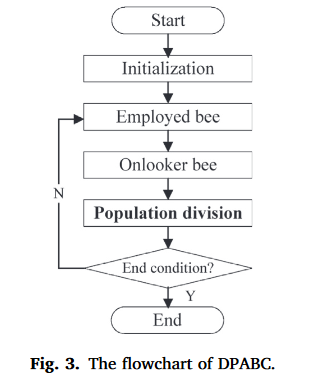 Start
Initialization
Employed bee
Onlooker bee
N
Population division
End condition?
Y
End
Fig. 3. The flowchart of DPABC.